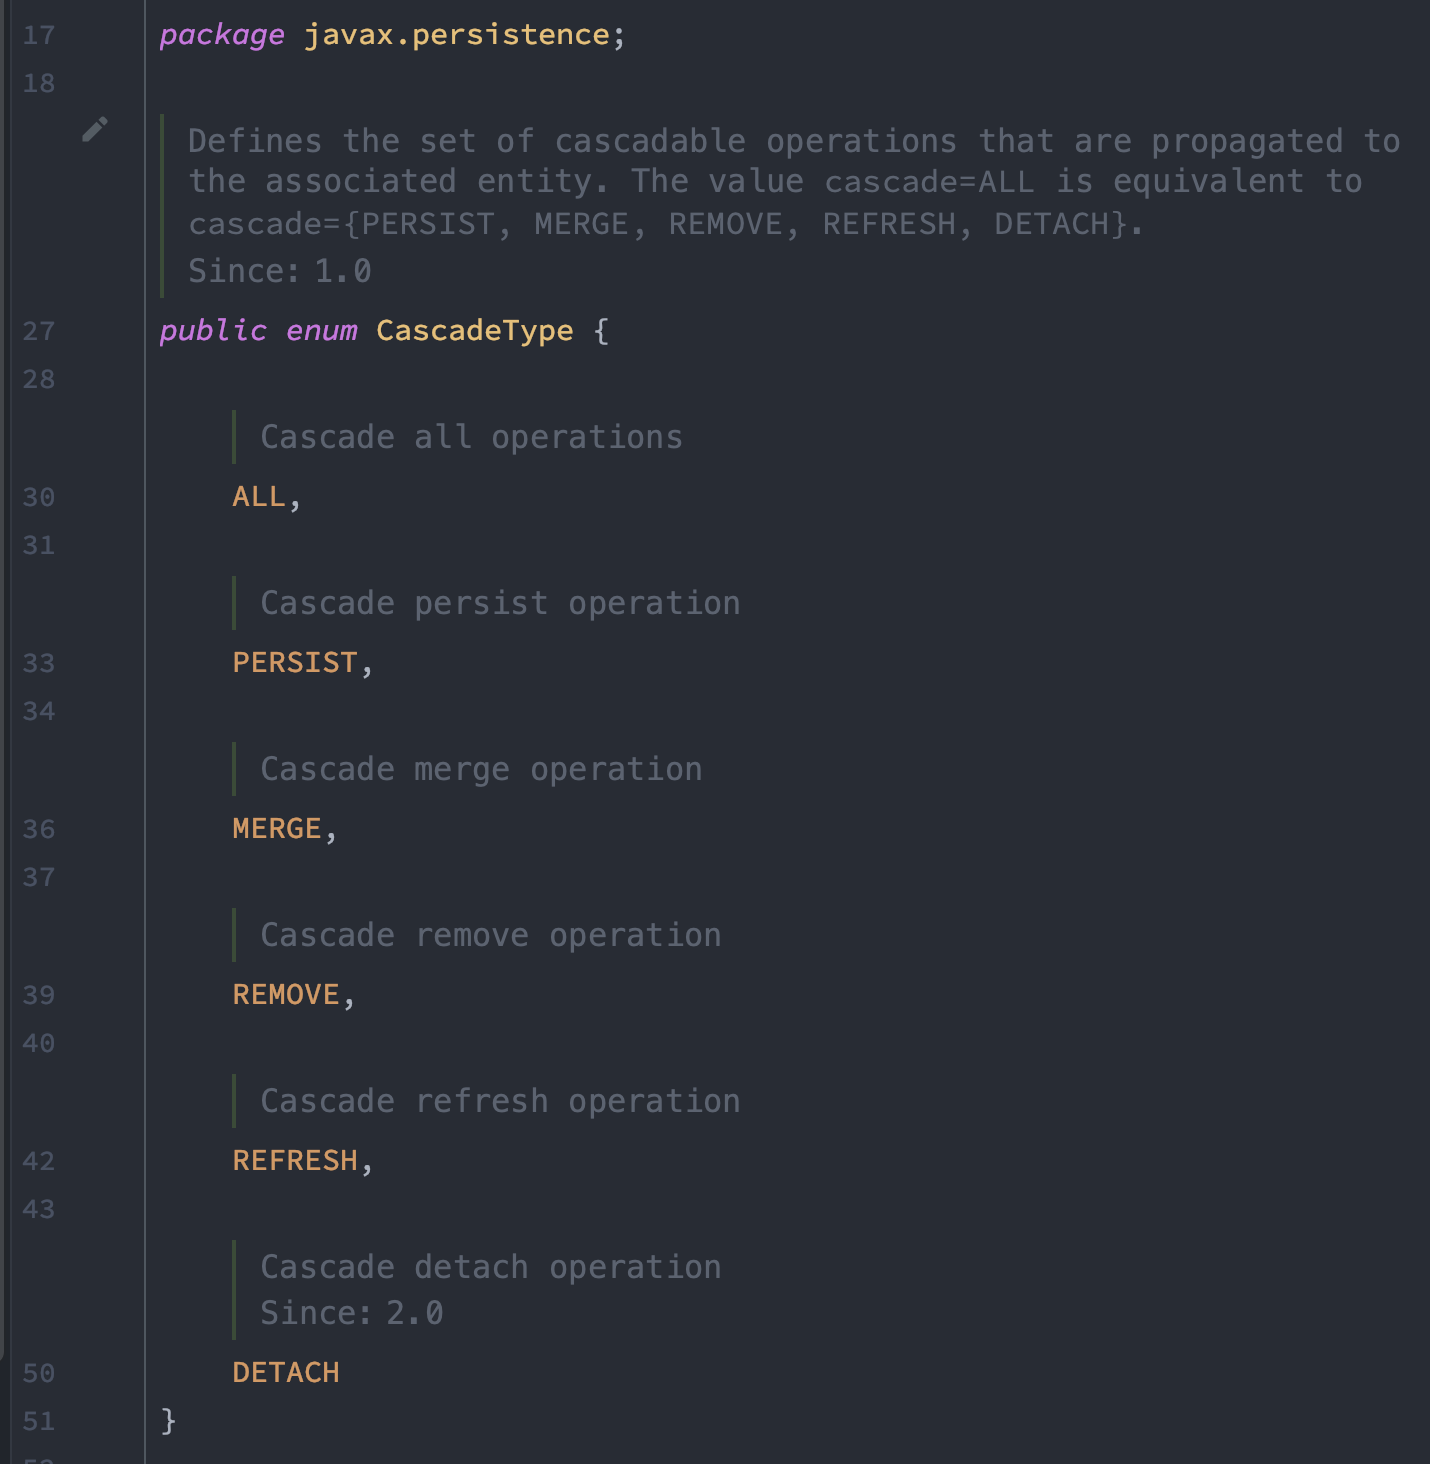 17 package javax.persistence;
18
Defines the set of cascadable operations that are propagated to
the associated entity. The value cascade=ALL is equivalent to
cascade={PERSIST, MERGE, REMOVE, REFRESH, DETACH}.
Since: 1.0
27 public enum CascadeType {
28
Cascade all operations
30 ALL,
31
Cascade persist operation
33 PERSIST,
34
Cascade merge operation
36 MERGE,
37
Cascade remove operation
39 REMOVE,
40
Cascade refresh operation
42 REFRESH,
43
Cascade detach operation
Since: 2.0
50 DETACH
51 }